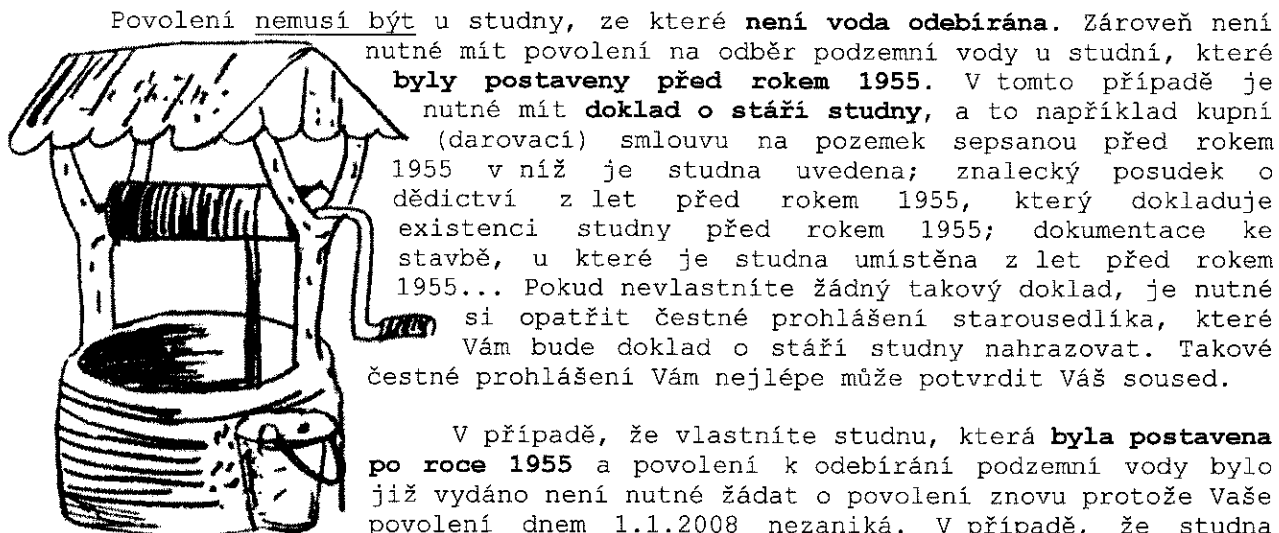 Povolení nemusí být u studny, ze které není voda odebírána. Zároveň není
nutné mít povolení na odběr podzemní vody u studní, které
byly postaveny před rokem 1955. V tomto případě je
nutné mít doklad o stáří studny, a to například kupní
(darovací) smlouvu na pozemek sepsanou před rokem
1955 v níž je studna uvedena; znalecký posudek o
dědictví z let před rokem 1955, který dokladuje
existenci studny před rokem 1955; dokumentace ke
stavbě, u které je studna umístěna z let před rokem
1955... Pokud nevlastníte žádný takový doklad, je nutné
si opatřit čestné prohlášení starousedlíka, které
Vám bude doklad o stáří studny nahrazovat. Takové
čestné prohlášení Vám nejlépe může potvrdit Váš soused.
V případě, že vlastníte studnu, která byla postavena
po roce 1955 a povolení k odebírání podzemní vody bylo
již vydáno není nutné žádat o povolení znovu protože Vaše
povolení dnem 1.1.2008 nezaniká. V případě, že studna